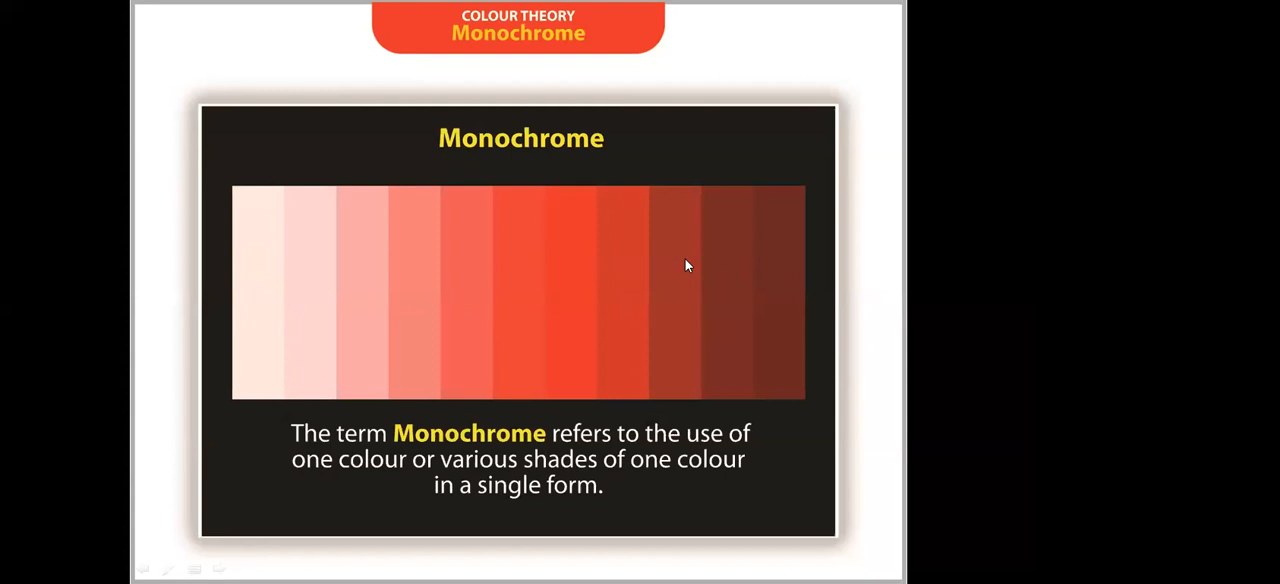 COLOUR THEORY
Monochrome
Monochrome
The term Monochrome refers to the use of
one colour or various shades of one colour
in a single form.